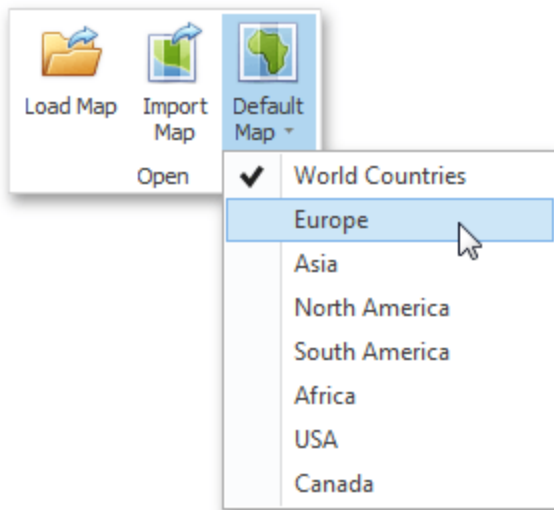 Load Map
Import
Map
Default
Map
Open
World Countries
Europe
Asia
North America
South America
Africa
USA
Canada